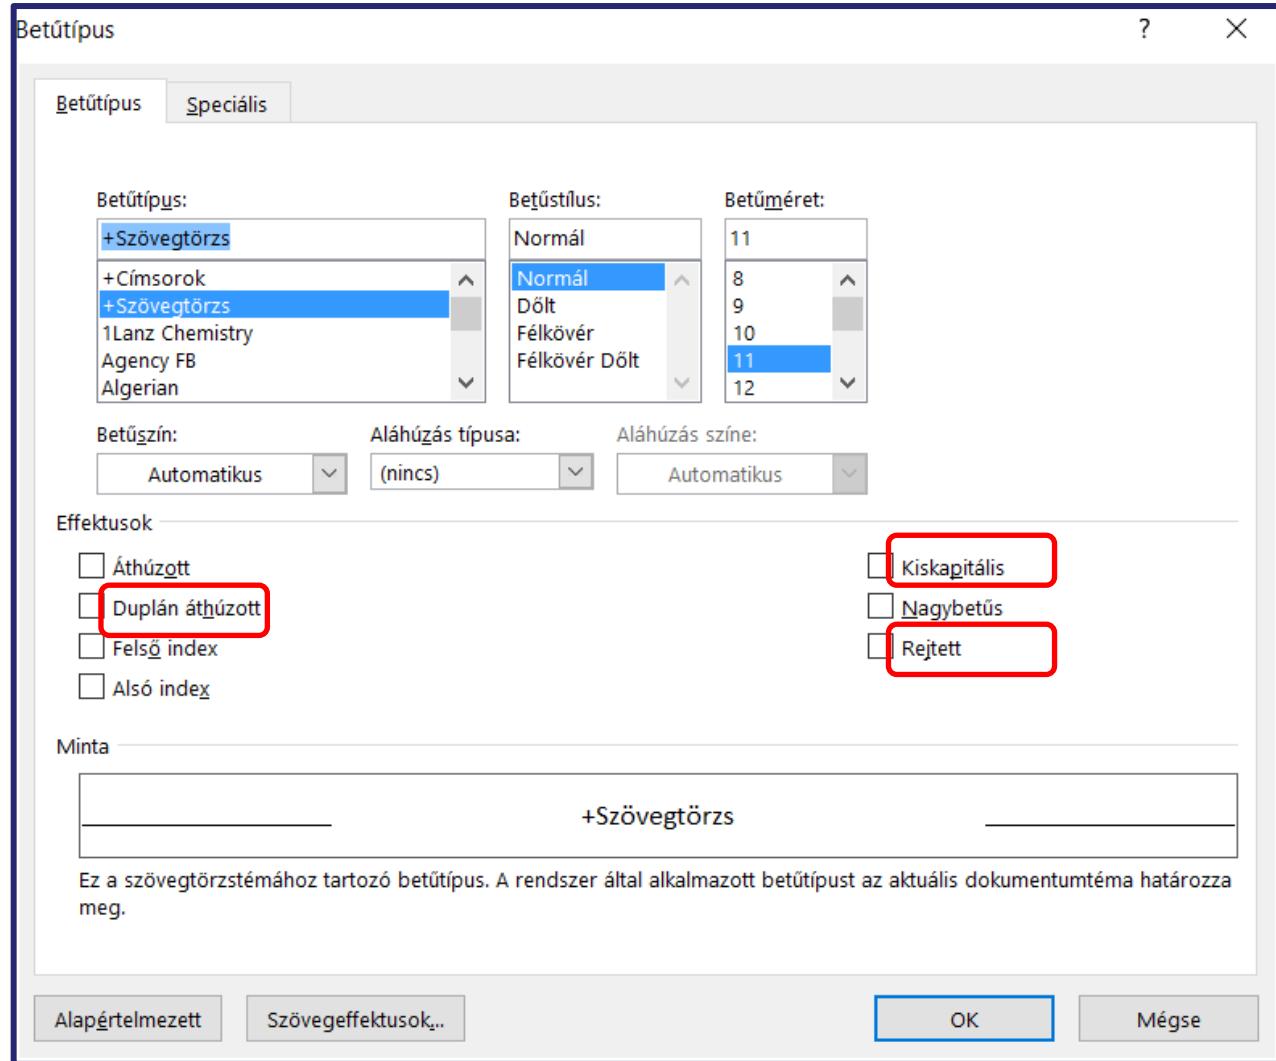 Betűtípus ?
Betűtípus Speciális
Betűtípus: Betűstílus: Betűméret:
+Szövegtörzs Normál 11
+Címsorok Normál 8
+Szövegtörzs Dőlt 9
1Lanz Chemistry Félkövér 10
Agency FB Félkövér Dőlt 11
Algerian 12
Betűszín: Aláhúzás típusa: Aláhúzás színe:
Automatikus (nincs) Automatikus
Effektusok
Áthúzott Kiskapitális
Duplán áthúzott Nagybetűs
Felső index Rejtett
Alsó index
Minta
+Szövegtörzs
Ez a szövegtörzstémához tartozó betűtípus. A rendszer által alkalmazott betűtípust az aktuális dokumentumtéma határozza
meg.
Alapértelmezett Szövegeffektusok... OK Mégse